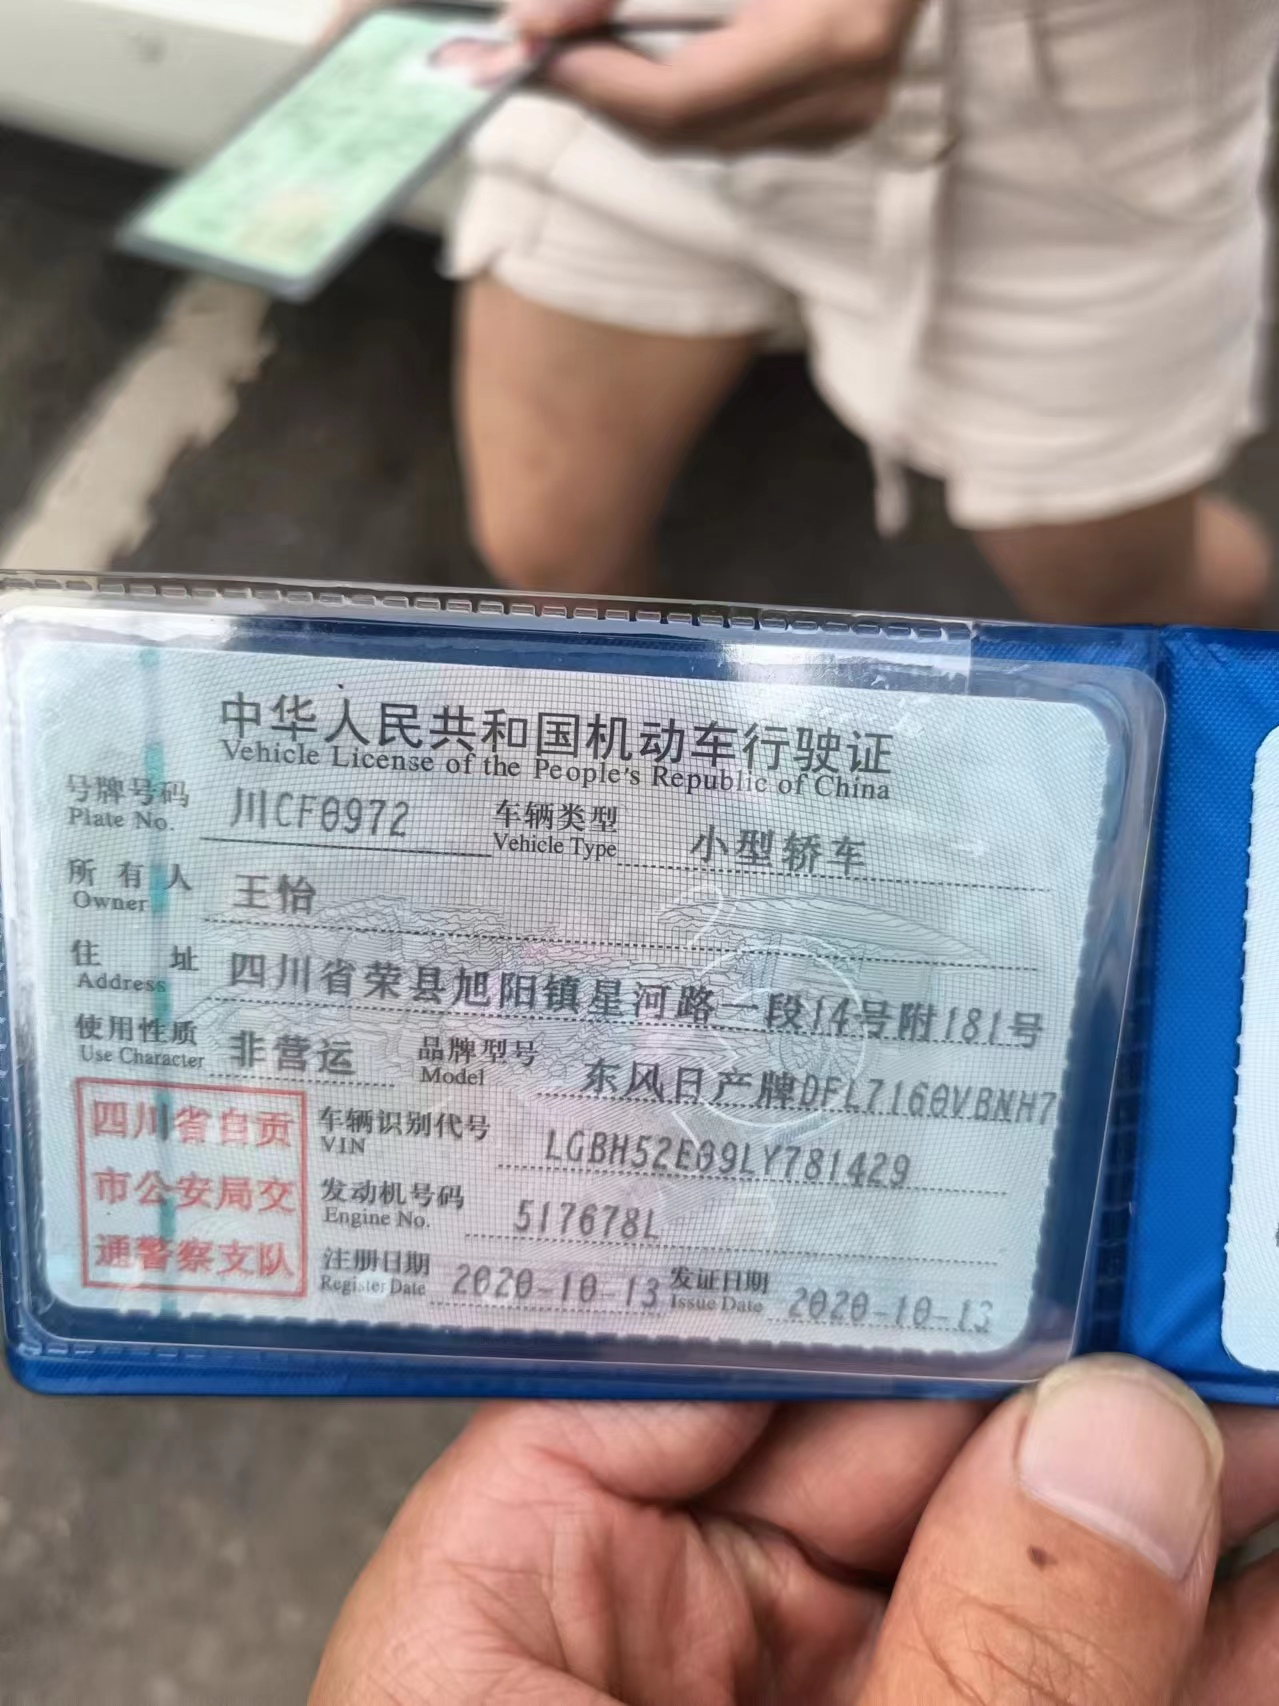 中华人民共和国机动车行驶证
Vehicle License of the People's Republic of China
号牌号码 川CF0972 车辆类型 小型轿车
Plate No. Vehicle Type
所有人 王怡
Owner
住址 四川省荣县旭阳镇星河路一段14号附181号
Address
使用性质 非营运 品牌型号 东风日产牌DFL7160VBNH7
Use Character Model
四川省自贡
市公安局交
通警察支队
车辆识别代号 LGBH52E09LY781429
VIN
发动机号码 517678L
Engine No.
注册日期 2020-10-13 发证日期 2020-10-13
Register Date Issue Date